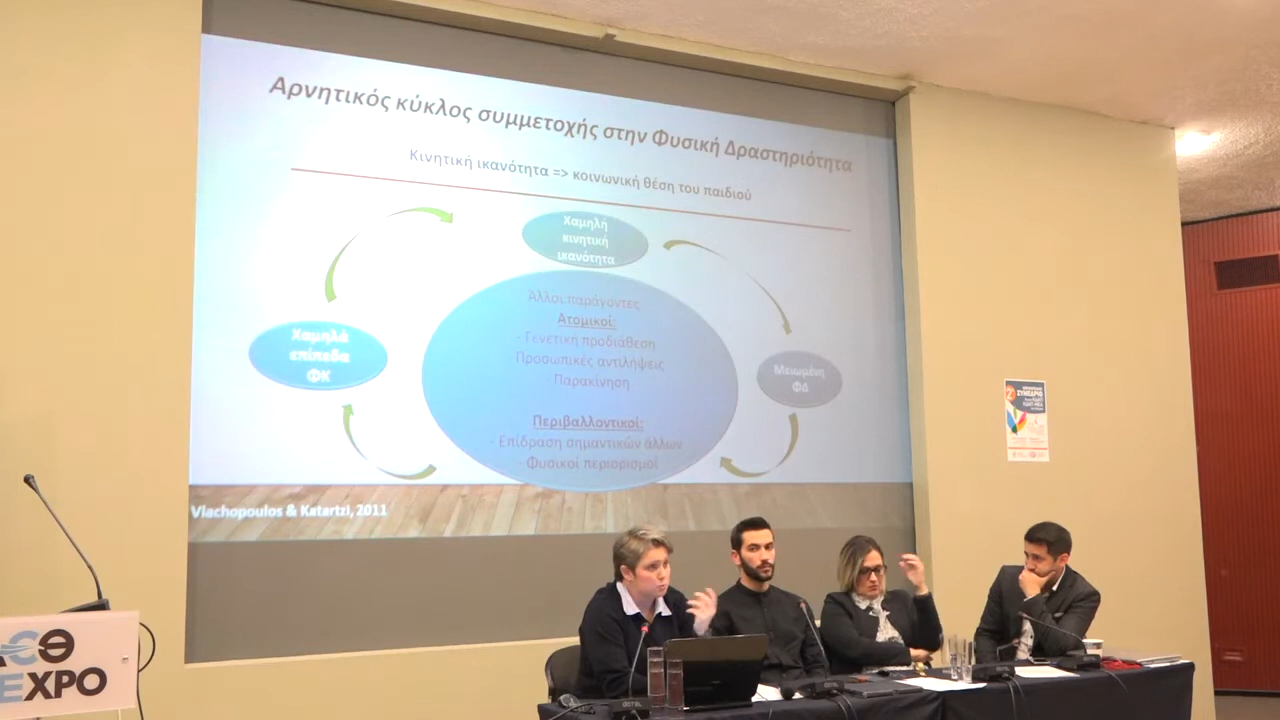 Αρνητικός κύκλος συμμετοχής στην Φυσική Δραστηριότητα
Κινητική ικανότητα => κοινωνική θέση του παιδιού
Χαμηλή
κινητική
ικανότητα
Άλλοι παράγοντες
Ατομικοί:
- Γενετική προδιάθεση
Προσωπικές αντιλήψεις
- Παρακίνηση
Περιβαλλοντικοί:
- Επίδραση σημαντικών άλλων
- Φυσικοί περιορισμοί
Χαμηλά
επίπεδα
ΦΚ
Μειωμένη
ΦΔ
Vlachopoulos & Katartzi, 2011
ΣΥΝΕΔΡΙΟ
EXPO